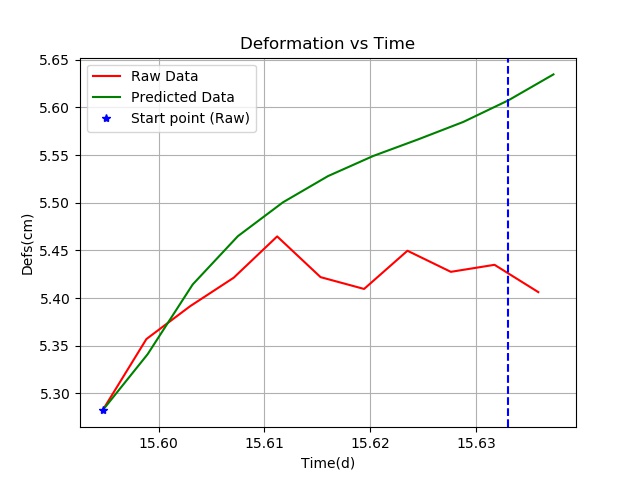 Deformation vs Time
Raw Data
Predicted Data
Start point (Raw)
Defs(cm)
5.65
5.60
5.55
5.50
5.45
5.40
5.35
5.30
15.60 15.61 15.62 15.63
Time(d)